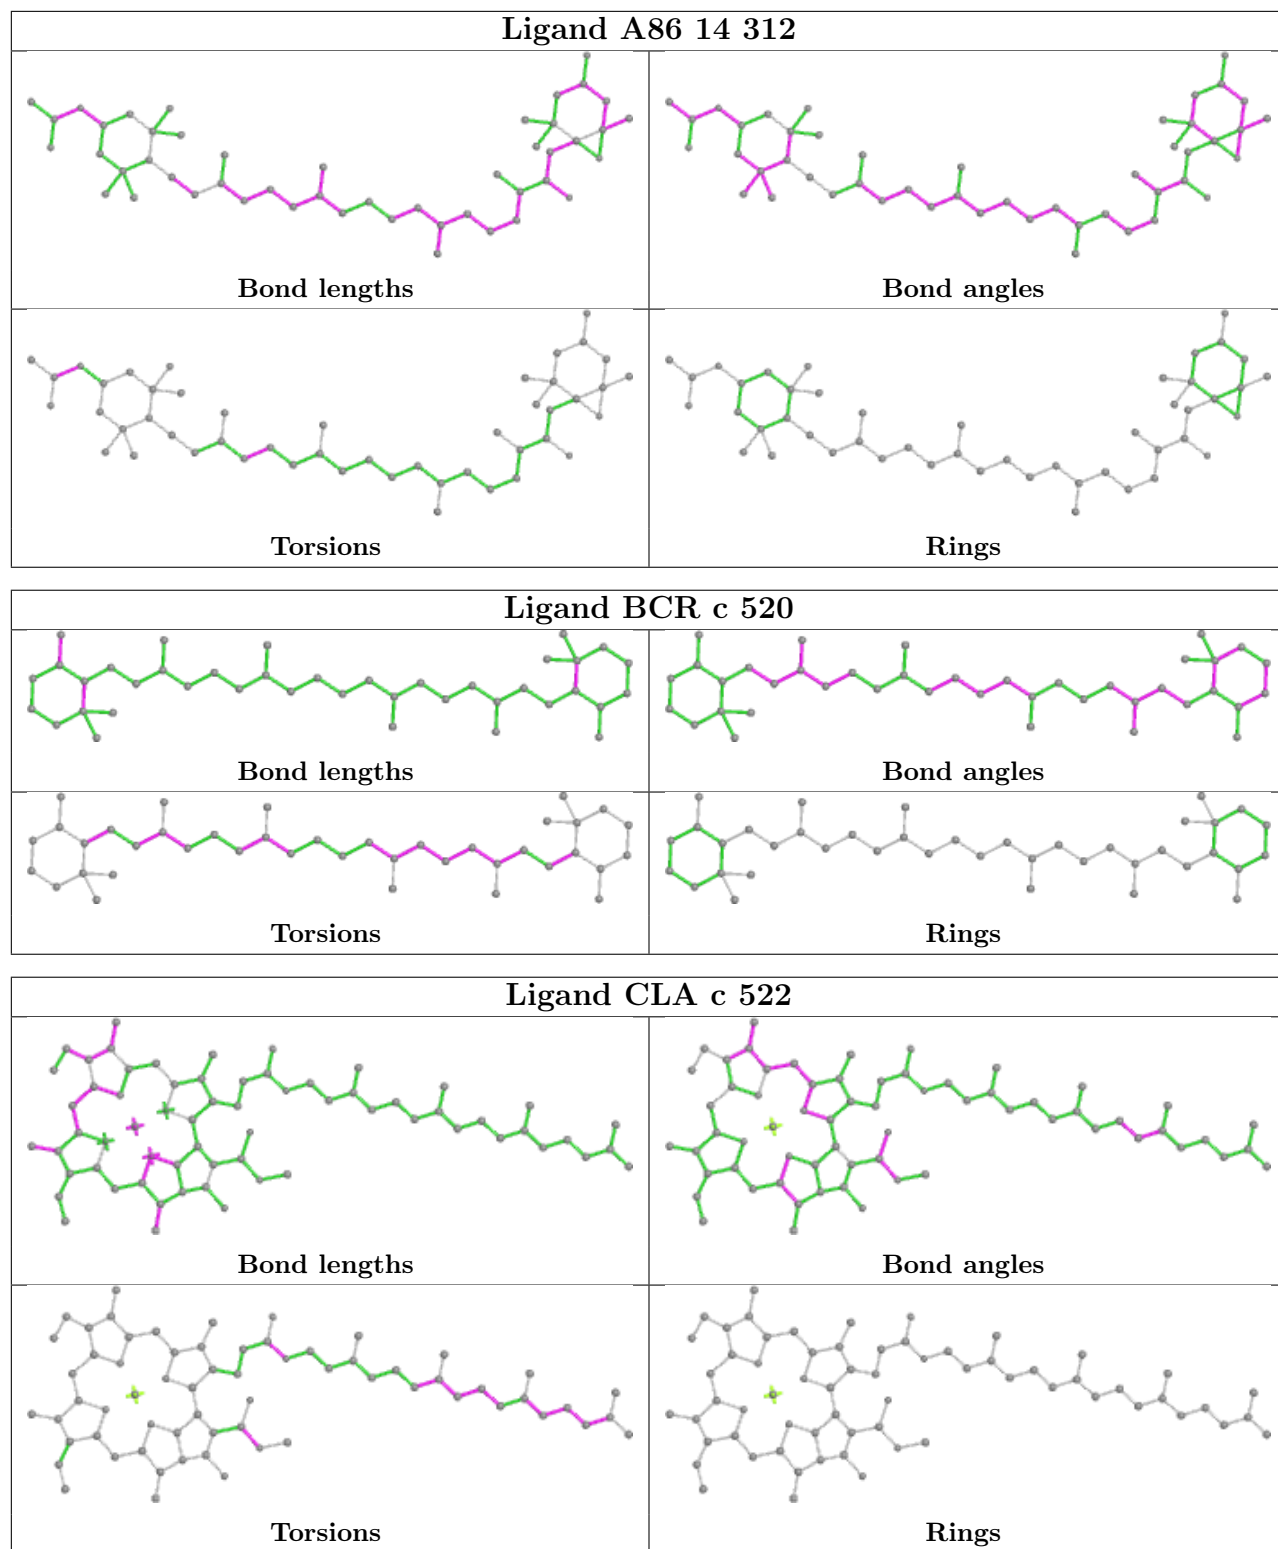 Ligand A86 14 312
Bond lengths
Bond angles
Torsions
Rings
Ligand BCR c 520
Bond lengths
Bond angles
Torsions
Rings
Ligand CLA c 522
Bond lengths
Bond angles
Torsions
Rings